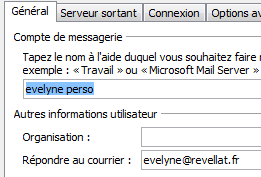 Général
Serveur sortant
Connexion
Options av
Compte de messagerie
Tapez le nom à l'aide duquel vous souhaitez faire
exemple : « Travail » ou « Microsoft Mail Server »
evelyne perso
Autres informations utilisateur
Organisation :
Répondre au courrier :
evelyne@revellat.fr